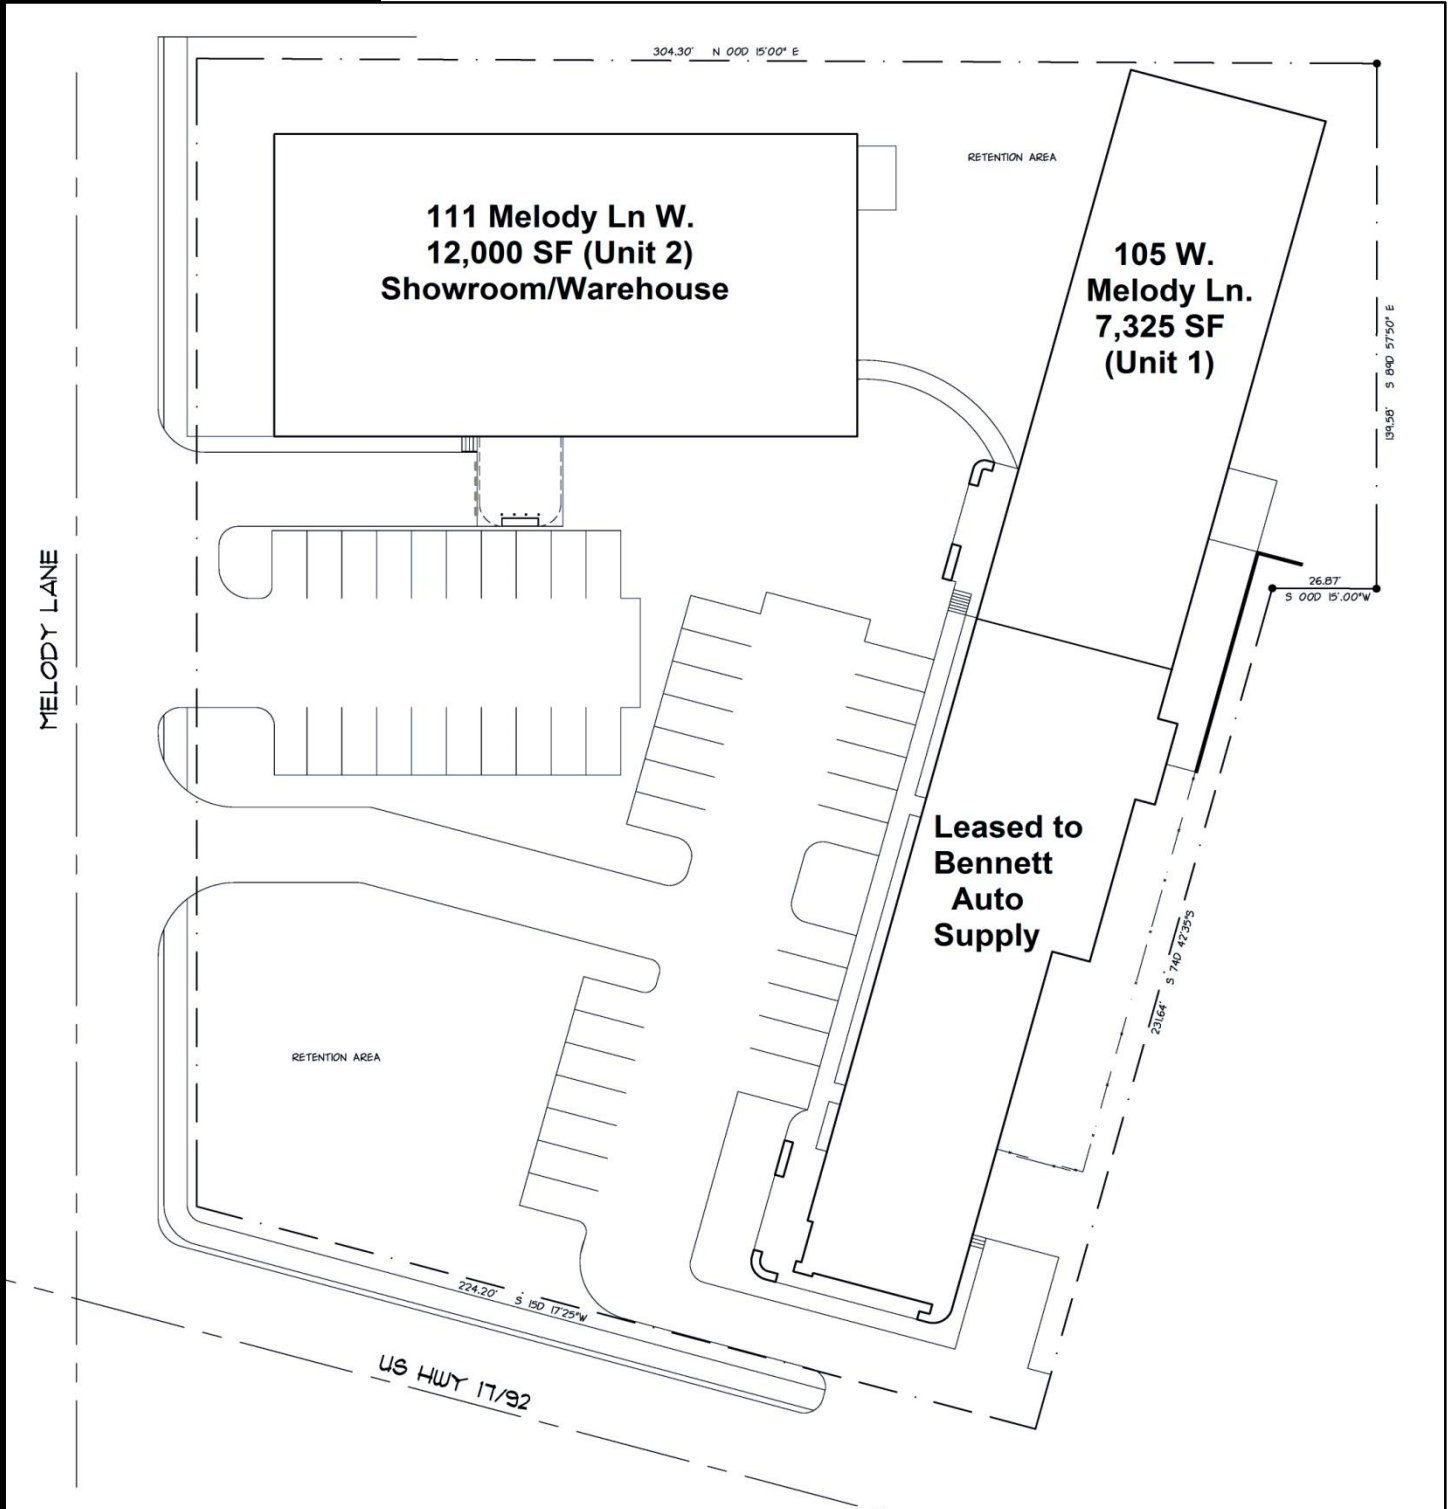 304.30' N 00D 15'00" E
RETENTION AREA
111 Melody Ln W.
12,000 SF (Unit 2)
Showroom/Warehouse
105 W.
Melody Ln.
7,325 SF
(Unit 1)
139.58' S 89D 57'50" E
26.87'
S 00D 15'.00"W
MELODY LANE
Leased to
Bennett
Auto
Supply
231.64' S 74D 42'35"S
RETENTION AREA
224.20' S 15D 17'25"W
US HWY 17/92